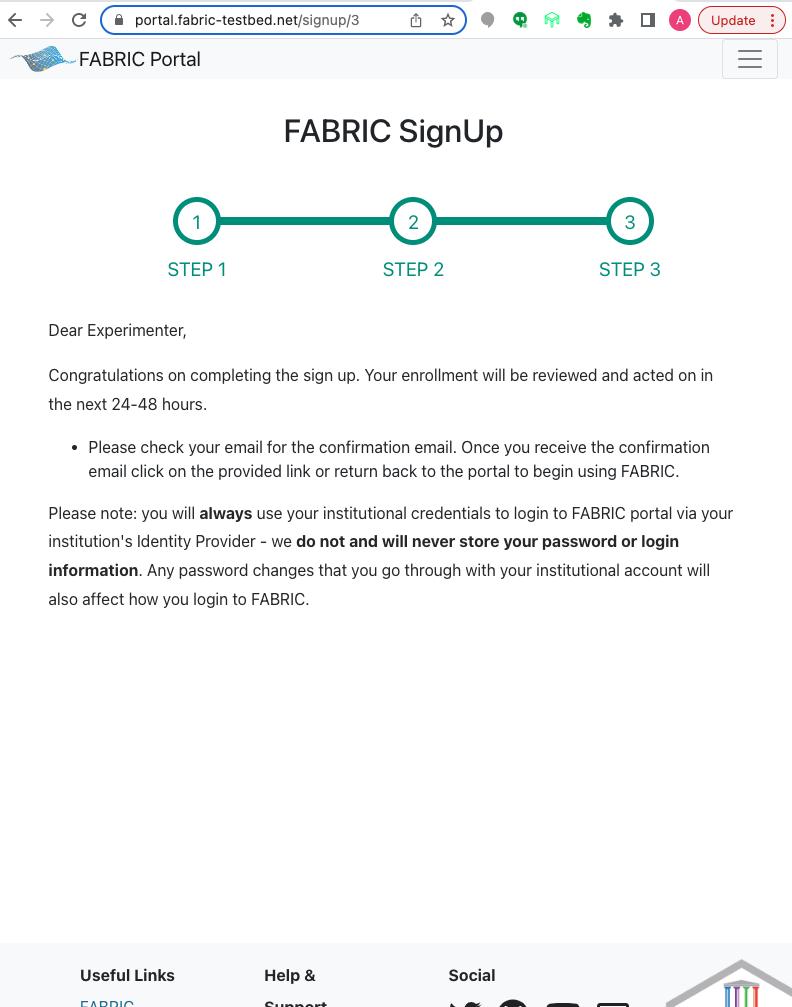 portal.fabric-testbed.net/signup/3
A
Update
FABRIC Portal
FABRIC SignUp
1
2
3
STEP 1
STEP 2
STEP 3
Dear Experimenter,
Congratulations on completing the sign up. Your enrollment will be reviewed and acted on in
the next 24-48 hours.
• Please check your email for the confirmation email. Once you receive the confirmation
email click on the provided link or return back to the portal to begin using FABRIC.
Please note: you will always use your institutional credentials to login to FABRIC portal via your
institution's Identity Provider - we do not and will never store your password or login
information. Any password changes that you go through with your institutional account will
also affect how you login to FABRIC.
Useful Links
FABRIC
Help &
Support
Social